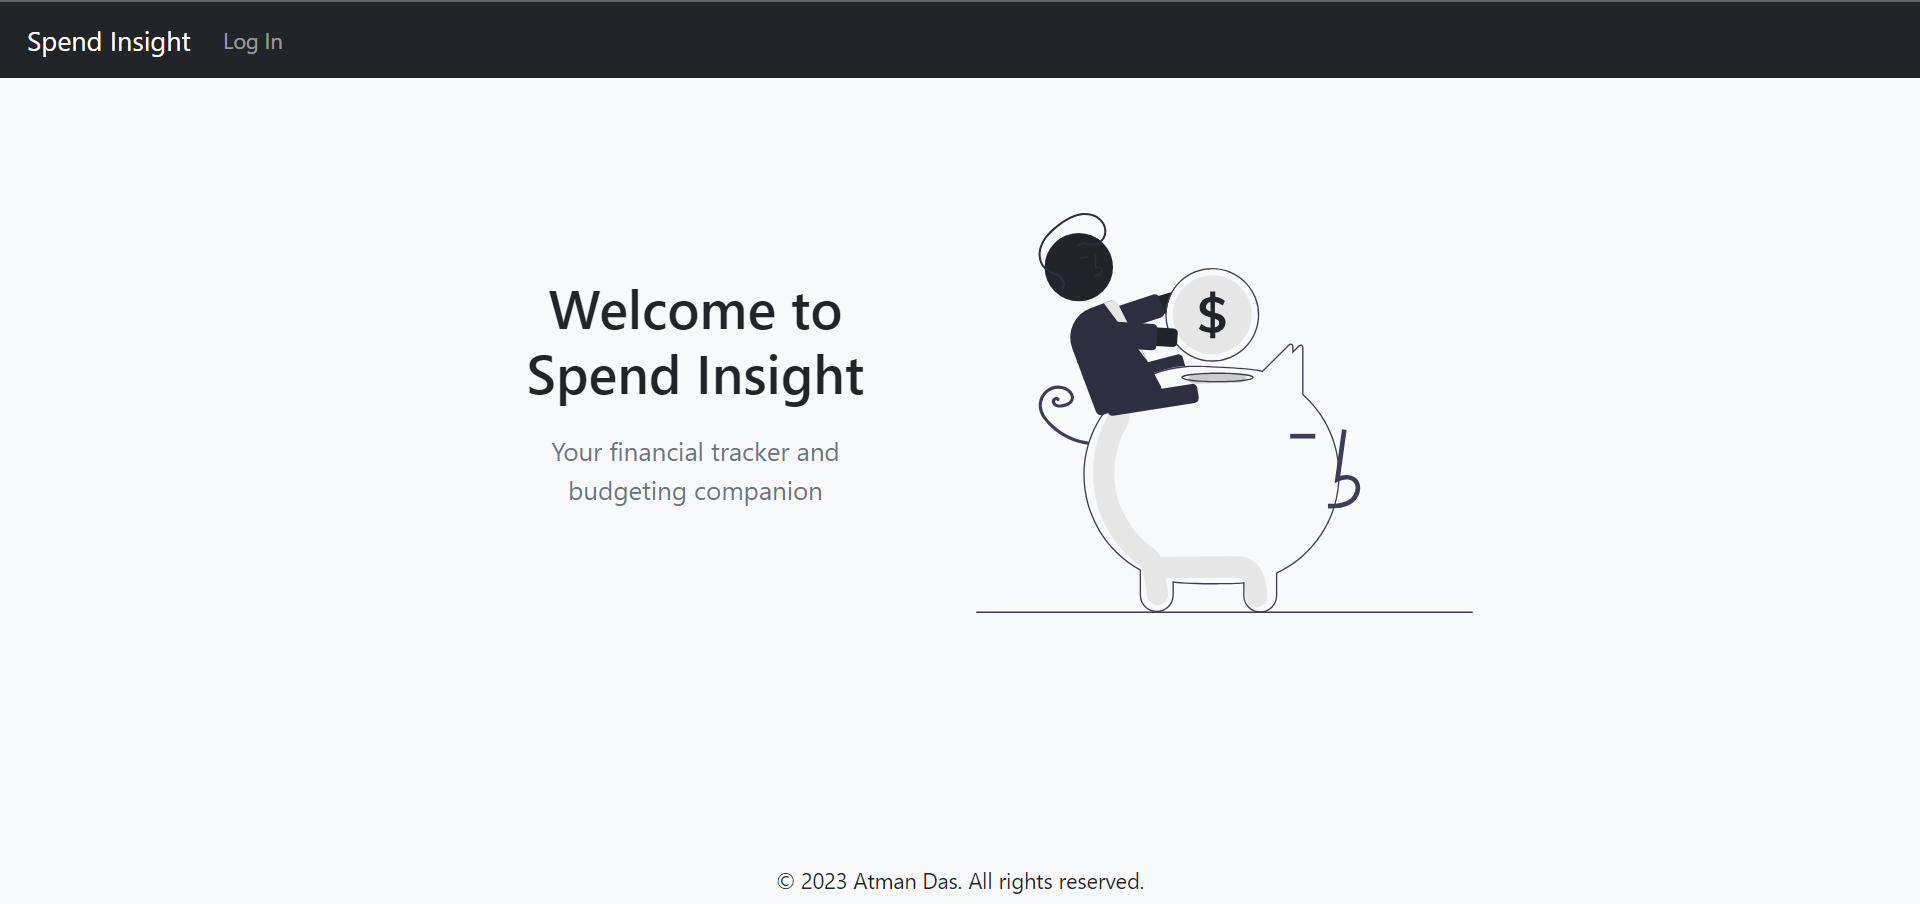 Spend Insight Log In
Welcome to
Spend Insight
Your financial tracker and
budgeting companion
$
© 2023 Atman Das. All rights reserved.